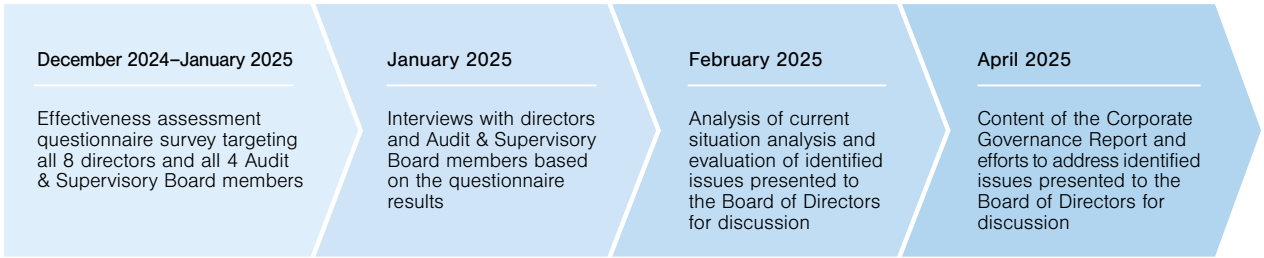 December 2024–January 2025
Effectiveness assessment
questionnaire survey targeting
all 8 directors and all 4 Audit
& Supervisory Board members
January 2025
Interviews with directors
and Audit & Supervisory
Board members based
on the questionnaire
results
February 2025
Analysis of current
situation analysis and
evaluation of identified
issues presented to
the Board of Directors
for discussion
April 2025
Content of the Corporate
Governance Report and
efforts to address identified
issues presented to the
Board of Directors for
discussion